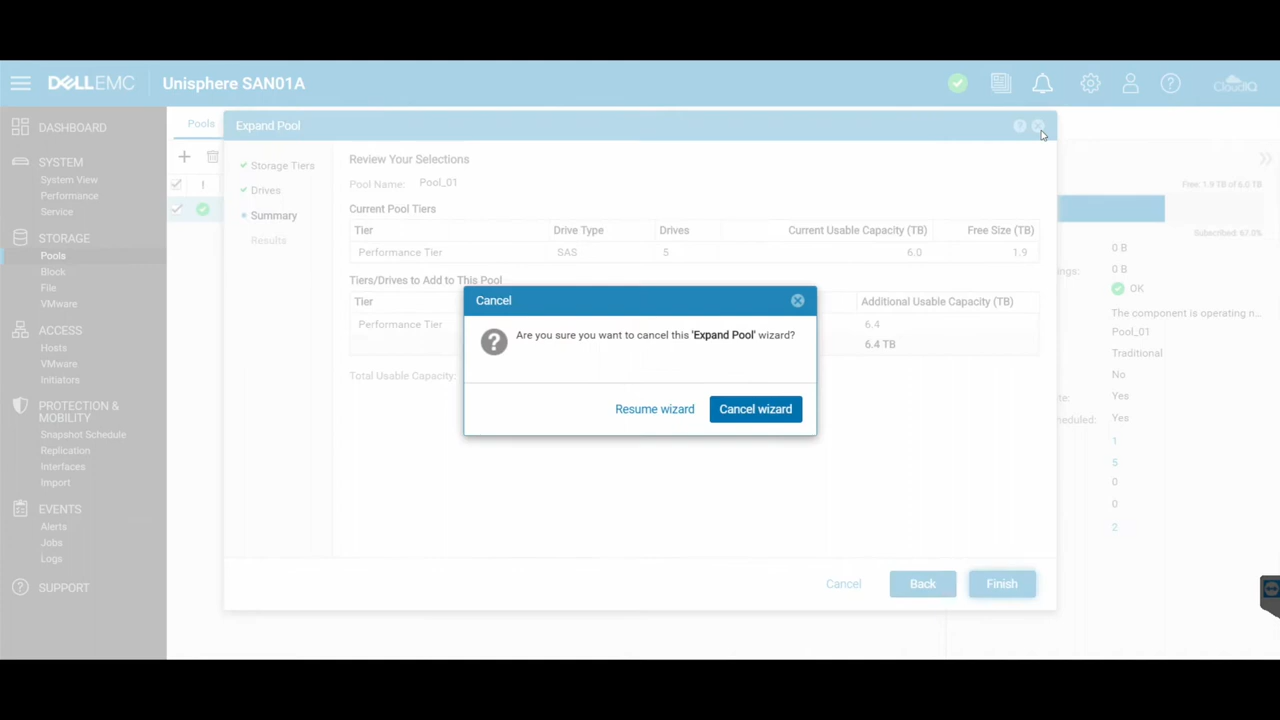 DELLEMC Unisphere SAN01A CloudIQ
DASHBOARD
SYSTEM
System View
Performance
Service
STORAGE
Pools
Block
File
VMware
ACCESS
Hosts
VMware
Initiators
PROTECTION &
MOBILITY
Snapshot Schedule
Replication
Interfaces
Import
EVENTS
Alerts
Jobs
Logs
SUPPORT
Pools
!
Expand Pool
Storage Tiers
Drives
Summary
Results
Review Your Selections
Pool Name: Pool_01
Current Pool Tiers
Tier Drive Type Drives Current Usable Capacity (TB) Free Size (TB)
Performance Tier SAS 5 6.0 1.9
Tiers/Drives to Add to This Pool
Tier Additional Usable Capacity (TB)
Performance Tier 6.4
6.4 TB
Total Usable Capacity:
Cancel
Are you sure you want to cancel this 'Expand Pool' wizard?
Resume wizard Cancel wizard
Cancel Back Finish
Free: 1.9 TB of 6.0 TB
Subscribed: 67.0%
0 B
ngs: 0 B
OK
The component is operating n...
Pool_01
Traditional
No
te: Yes
heduled: Yes
1
5
0
0
2